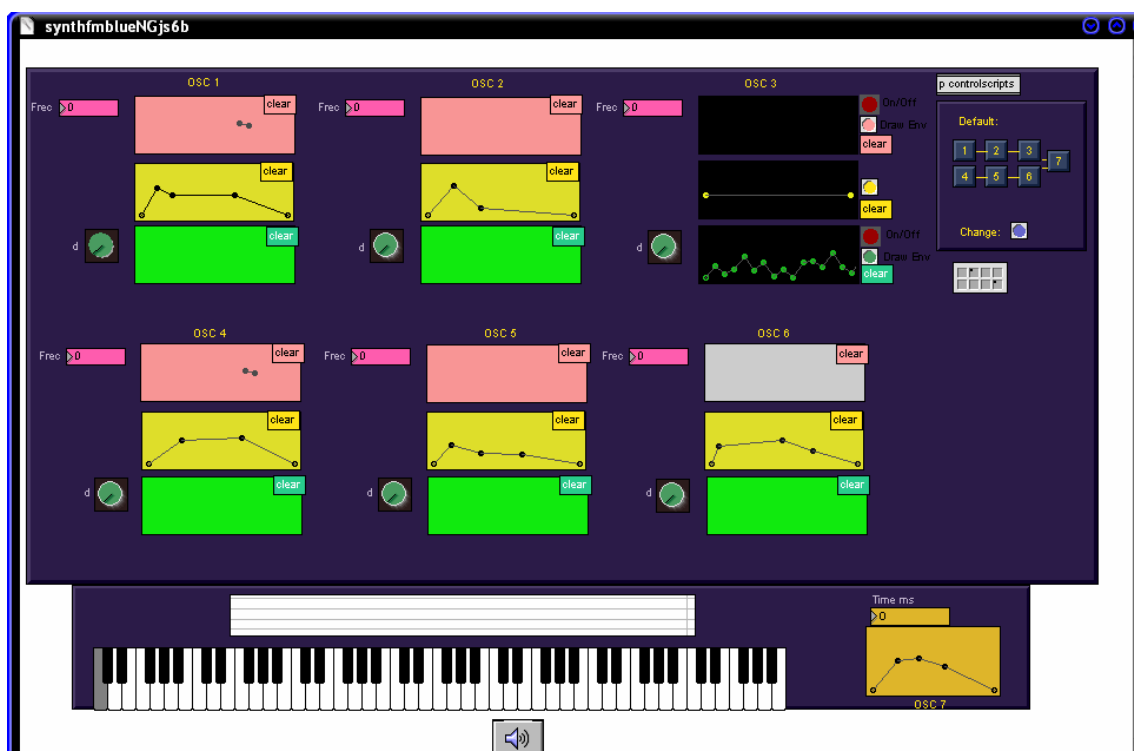 synthfmblueNGjs6b
OSC 1
OSC 2
OSC 3
p controlscripts
Frec 0
clear
Frec 0
clear
Frec 0
On/Off
Draw Env
clear
Default:
1 2 3
7
4 5 6
clear
clear
clear
Change:
d
clear
d
clear
d
On/Off
Draw Env
clear
OSC 4
OSC 5
OSC 6
Frec 0
clear
Frec 0
clear
Frec 0
clear
clear
clear
clear
d
clear
d
clear
d
clear
Time ms
0
OSC 7